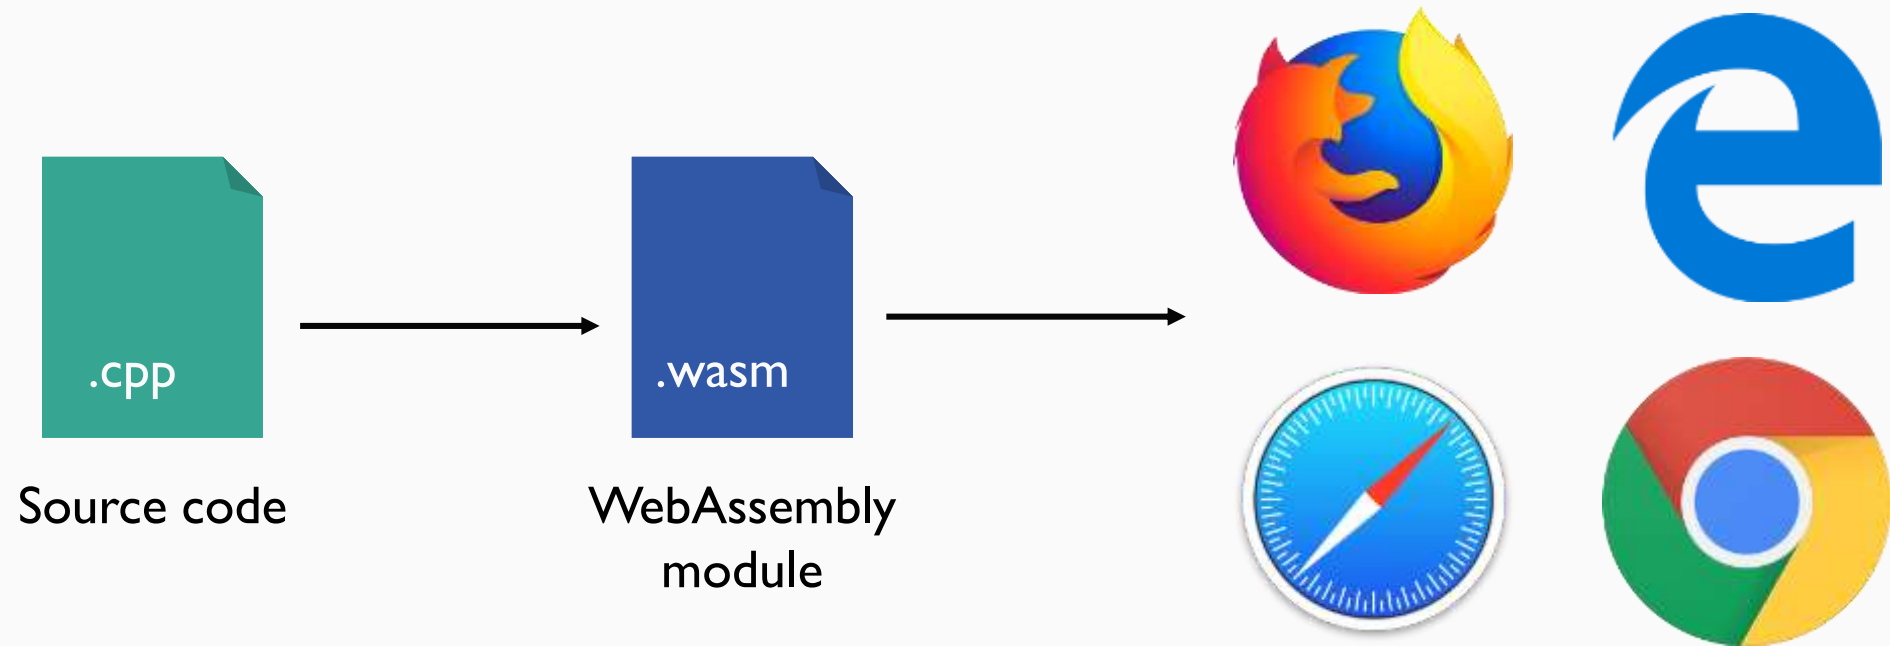 .cpp
.wasm
Source code
WebAssembly
module